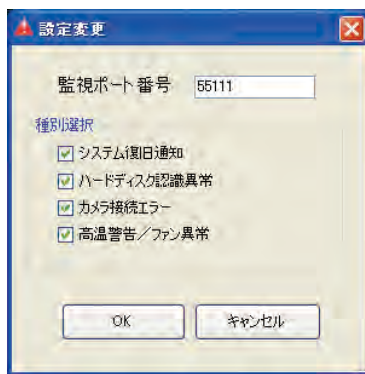 設定変更
監視ポート番号 55111
種別選択
システム復旧通知
ハードディスク認識異常
カメラ接続エラー
高温警告／ファン異常
OK キャンセル